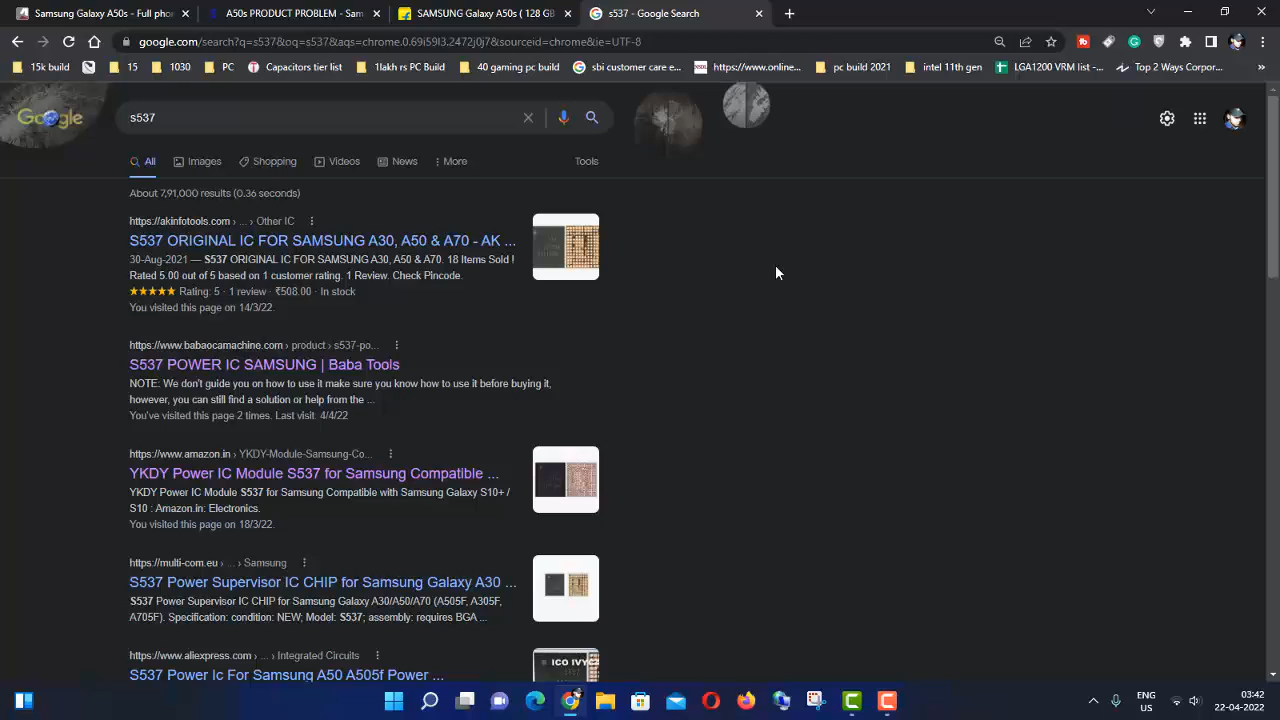 Samsung Galaxy A50s - Full phon
A50s PRODUCT PROBLEM - Sam
SAMSUNG Galaxy A50s ( 128 GB
s537 - Google Search
google.com/search?q=s537&oq=s537&aqs=chrome.0.69i59l3.2472j0j7&sourceid=chrome&ie=UTF-8
15k build
15
1030
PC
Capacitors tier list
1lakh rs PC Build
40 gaming pc build
sbi customer care e...
https://www.online...
pc build 2021
intel 11th gen
LGA1200 VRM list -...
Top 2 Ways Corpor...
Google
s537
All
Images
Shopping
Videos
News
More
Tools
About 7,91,000 results (0.36 seconds)
https://akinfotools.com › ... › Other IC
S537 ORIGINAL IC FOR SAMSUNG A30, A50 & A70 - AK ...
30-Aug-2021 — S537 ORIGINAL IC FOR SAMSUNG A30, A50 & A70. 18 Items Sold !
Rated 5.00 out of 5 based on 1 customer rating. 1 Review. Check Pincode.
★★★★★ Rating: 5 · 1 review · ₹508.00 · In stock
You visited this page on 14/3/22.
https://www.babaocamachine.com › product › s537-po...
S537 POWER IC SAMSUNG | Baba Tools
NOTE: We don't guide you on how to use it make sure you know how to use it before buying it,
however, you can still find a solution or help from the ...
You've visited this page 2 times. Last visit: 4/4/22
https://www.amazon.in › YKDY-Module-Samsung-Co...
YKDY Power IC Module S537 for Samsung Compatible ...
YKDY Power IC Module S537 for Samsung Compatible with Samsung Galaxy S10+ /
S10 : Amazon.in: Electronics.
You visited this page on 18/3/22.
https://multi-com.eu › ... › Samsung
S537 Power Supervisor IC CHIP for Samsung Galaxy A30 ...
S537 Power Supervisor IC CHIP for Samsung Galaxy A30/A50/A70 (A505F, A305F,
A705F). Specification: condition: NEW; Model: S537; assembly: requires BGA ...
https://www.aliexpress.com › ... › Integrated Circuits
S537 Power Ic For Samsung A50 A505f Power ...
ICO IVYC
ENG
US
03:42
22-04-2022